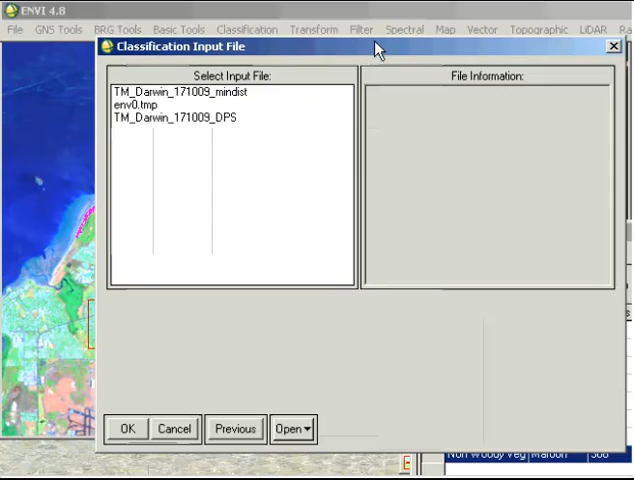 ENVI 4.8
File GNS Tools BRG Tools Basic Tools Classification Transform Filter Spectral Map Vector Topographic LiDAR
Classification Input File
Select Input File:
File Information:
TM_Darwin_171009_mindist
env0.tmp
TM_Darwin_171009_DPS
OK Cancel Previous Open
Non Woody Veg Maroon